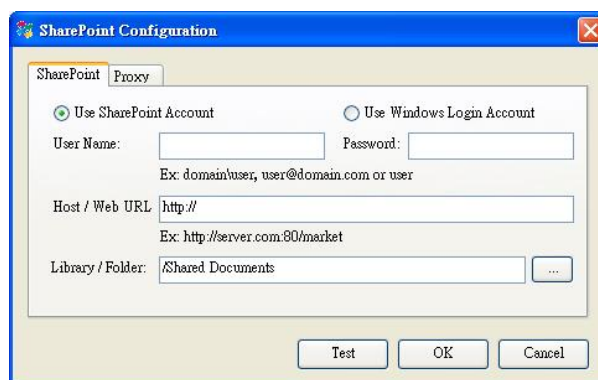 SharePoint Configuration
SharePoint Proxy
Use SharePoint Account Use Windows Login Account
User Name: Password:
Ex: domain\user, user@domain.com or user
Host / Web URL http://
Ex: http://server.com:80/market
Library / Folder: /Shared Documents ...
Test OK Cancel